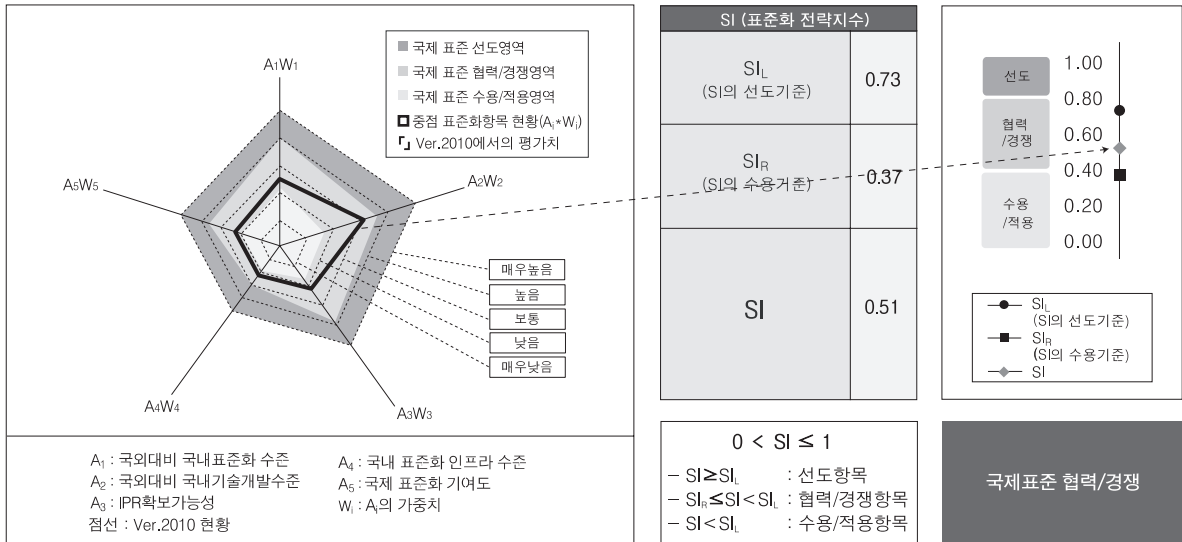 ■ 국제 표준 선도영역
■ 국제 표준 협력/경쟁영역
■ 국제 표준 수용/적용영역
중점 표준화항목 현황(Ai*Wi)
「」 Ver.2010에서의 평가치
A1W1
A2W2
A5W5
A4W4
A3W3
매우높음
높음
보통
낮음
매우낮음
A1 : 국외대비 국내표준화 수준
A2 : 국외대비 국내기술개발수준
A3 : IPR확보가능성
점선 : Ver.2010 현황
A4 : 국내 표준화 인프라 수준
A5 : 국제 표준화 기여도
Wi : Ai의 가중치
SI (표준화 전략지수)
SIL
(SI의 선도기준)
0.73
SIR
(SI의 수용기준)
0.37
SI
0.51
0 < SI ≤ 1
– SI≥SIL : 선도항목
– SIR≤SI<SIL : 협력/경쟁항목
– SI<SIL : 수용/적용항목
선도
협력
/경쟁
수용
/적용
1.00
0.80
0.60
0.40
0.20
0.00
SIL
(SI의 선도기준)
SIR
(SI의 수용기준)
SI
국제표준 협력/경쟁